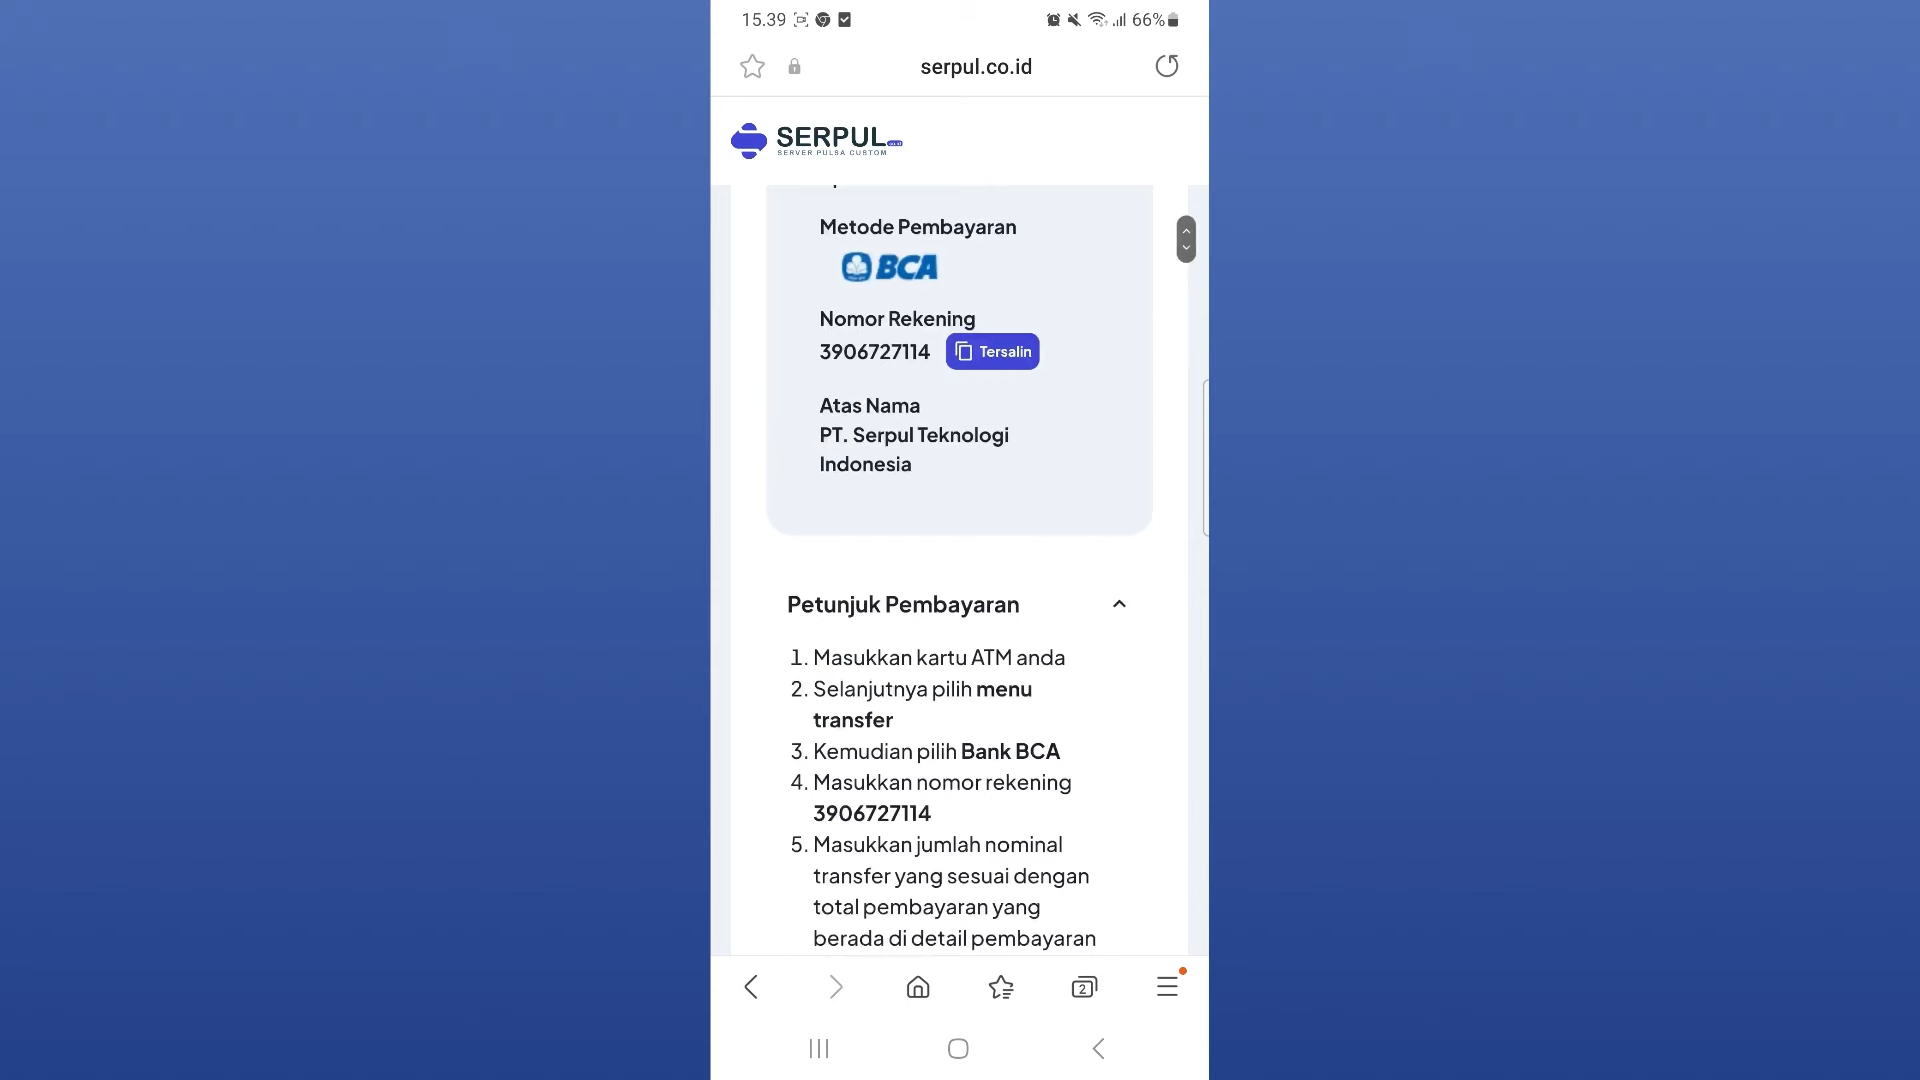 15.39
66%
serpul.co.id
SERPUL.co.id
SERVER PULSA CUSTOM
Metode Pembayaran
BCA
Nomor Rekening
3906727114
Tersalin
Atas Nama
PT. Serpul Teknologi
Indonesia
Petunjuk Pembayaran
1. Masukkan kartu ATM anda
2. Selanjutnya pilih menu
transfer
3. Kemudian pilih Bank BCA
4. Masukkan nomor rekening
3906727114
5. Masukkan jumlah nominal
transfer yang sesuai dengan
total pembayaran yang
berada di detail pembayaran
2